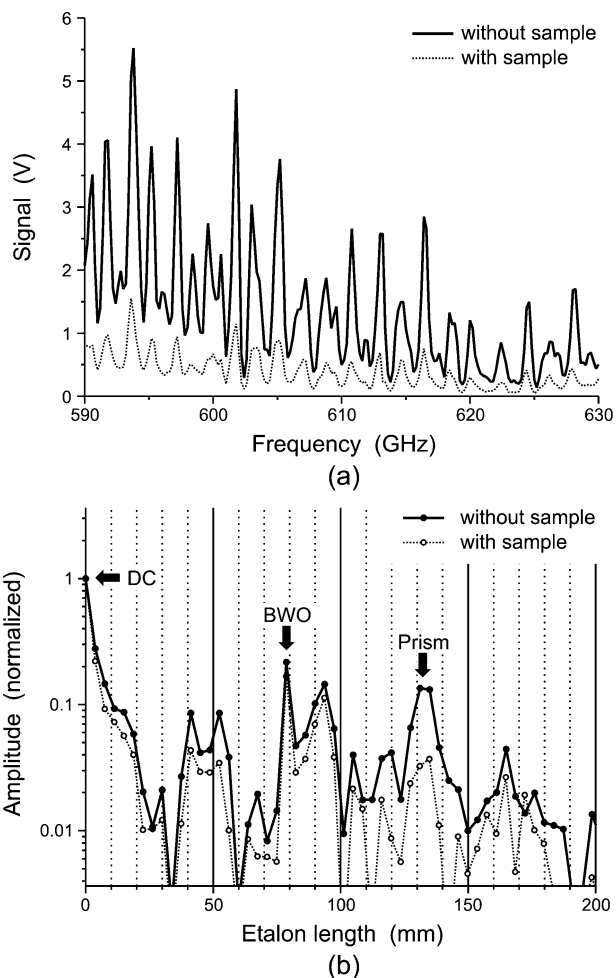 6
5
4
3
2
1
0
Signal (V)
without sample
with sample
590
600
610
620
630
Frequency (GHz)
(a)
1
0.1
0.01
Amplitude (normalized)
without sample
with sample
DC
BWO
Prism
0
50
100
150
200
Etalon length (mm)
(b)